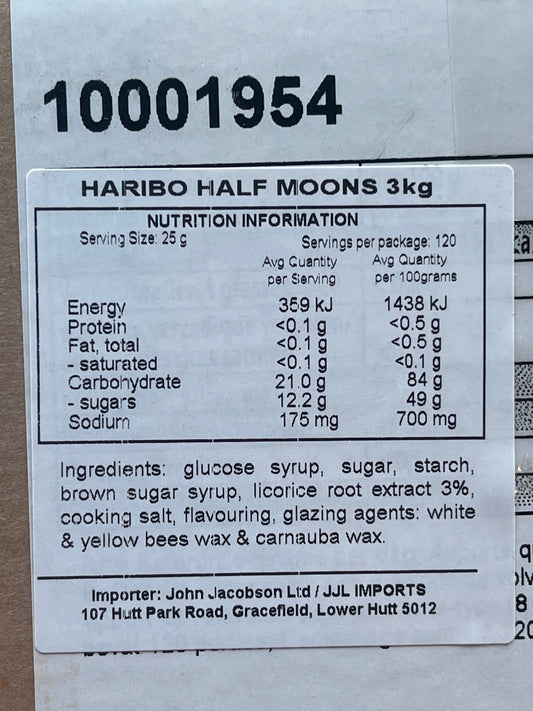 10001954
HARIBO HALF MOONS 3kg
NUTRITION INFORMATION
Serving Size: 25 g Servings per package: 120
Avg Quantity Avg Quantity
per Serving per 100grams
Energy 359 kJ 1438 kJ
Protein <0.1 g <0.5 g
Fat, total <0.1 g <0.5 g
- saturated <0.1 g <0.1 g
Carbohydrate 21.0 g 84 g
- sugars 12.2 g 49 g
Sodium 175 mg 700 mg
Ingredients: glucose syrup, sugar, starch,
brown sugar syrup, licorice root extract 3%,
cooking salt, flavouring, glazing agents: white
& yellow bees wax & carnauba wax.
Importer: John Jacobson Ltd / JJL IMPORTS
107 Hutt Park Road, Gracefield, Lower Hutt 5012